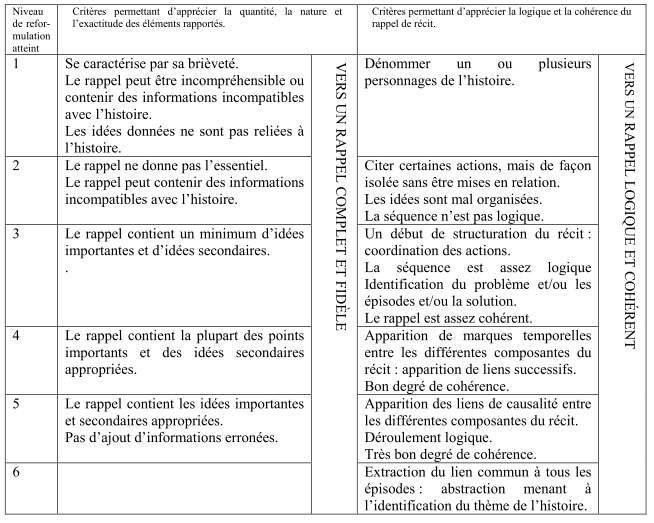 Niveau
de refor-
mulation
atteint
Critères permettant d'apprécier la quantité, la nature et
l'exactitude des éléments rapportés.
Critères permettant d'apprécier la logique et la cohérence du
rappel de récit.
1
Se caractérise par sa brièveté.
Le rappel peut être incompréhensible ou
contenir des informations incompatibles
avec l'histoire.
Les idées données ne sont pas reliées à
l'histoire.
VERS UN RAPPEL COMPLET ET FIDÈLE
Dénommer un ou plusieurs
personnages de l'histoire.
VERS UN RAPPEL LOGIQUE ET COHÉRENT
2
Le rappel ne donne pas l'essentiel.
Le rappel peut contenir des informations
incompatibles avec l'histoire.
Citer certaines actions, mais de façon
isolée sans être mises en relation.
Les idées sont mal organisées.
La séquence n'est pas logique.
3
Le rappel contient un minimum d'idées
importantes et d'idées secondaires.
.
Un début de structuration du récit :
coordination des actions.
La séquence est assez logique
Identification du problème et/ou les
épisodes et/ou la solution.
Le rappel est assez cohérent.
4
Le rappel contient la plupart des points
importants et des idées secondaires
appropriées.
Apparition de marques temporelles
entre les différentes composantes du
récit : apparition de liens successifs.
Bon degré de cohérence.
5
Le rappel contient les idées importantes
et secondaires appropriées.
Pas d'ajout d'informations erronées.
Apparition des liens de causalité entre
les différentes composantes du récit.
Déroulement logique.
Très bon degré de cohérence.
6
Extraction du lien commun à tous les
épisodes : abstraction menant à
l'identification du thème de l'histoire.